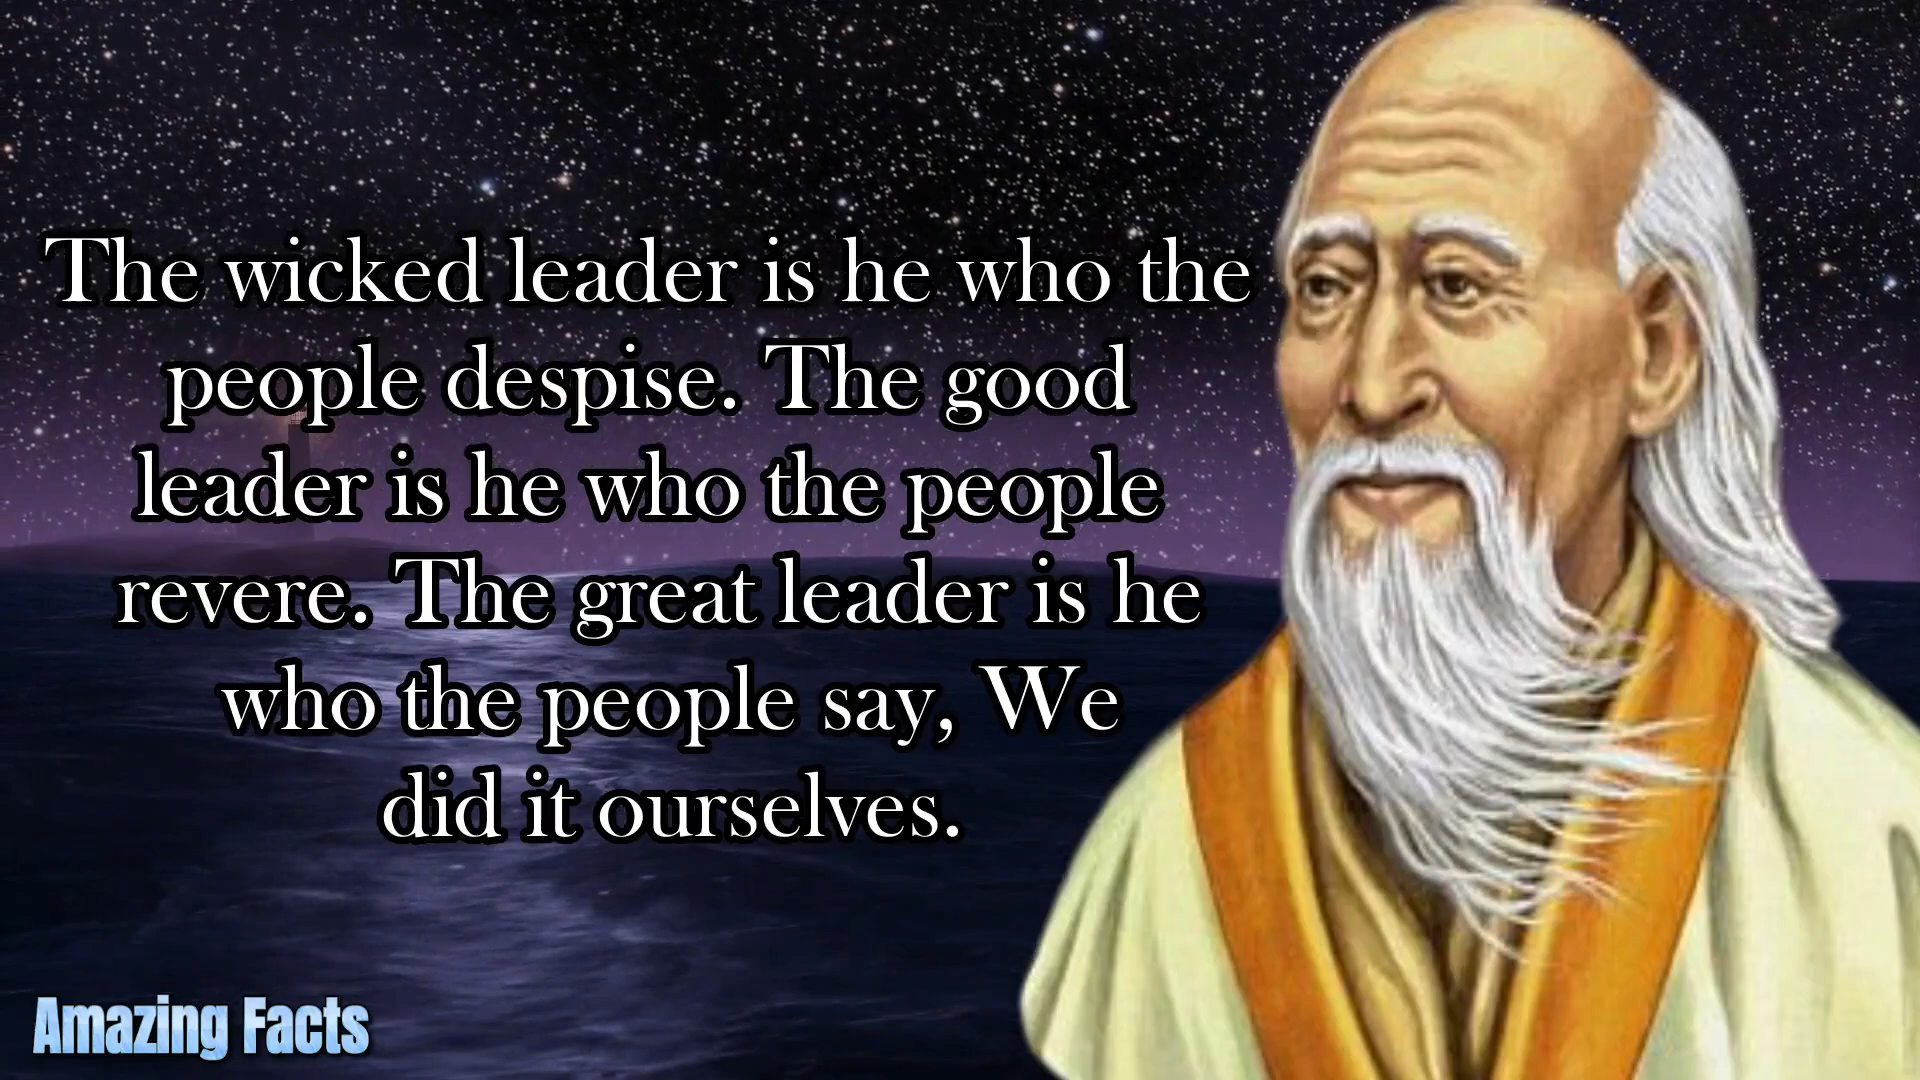 The wicked leader is he who the
people despise. The good
leader is he who the people
revere. The great leader is he
who the people say, We
did it ourselves.
Amazing Facts